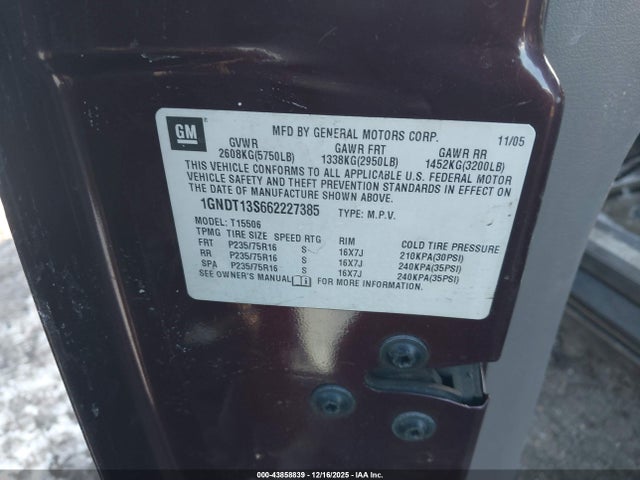 GM
MFD BY GENERAL MOTORS CORP. 11/05
GVWR GAWR FRT GAWR RR
2608KG(5750LB) 1338KG(2950LB) 1452KG(3200LB)
THIS VEHICLE CONFORMS TO ALL APPLICABLE U.S. FEDERAL MOTOR
VEHICLE SAFETY AND THEFT PREVENTION STANDARDS IN EFFECT ON
THE DATE OF MANUFACTURE SHOWN ABOVE.
1GNDT13S662227385 TYPE: M.P.V.
MODEL: T15506
TPMG TIRE SIZE SPEED RTG RIM COLD TIRE PRESSURE
FRT P235/75R16 S 16X7J 210KPA(30PSI)
RR P235/75R16 S 16X7J 240KPA(35PSI)
SPA P235/75R16 S 16X7J 240KPA(35PSI)
SEE OWNER'S MANUAL FOR MORE INFORMATION.
000-43858839 - 12/16/2025 - IAA Inc.